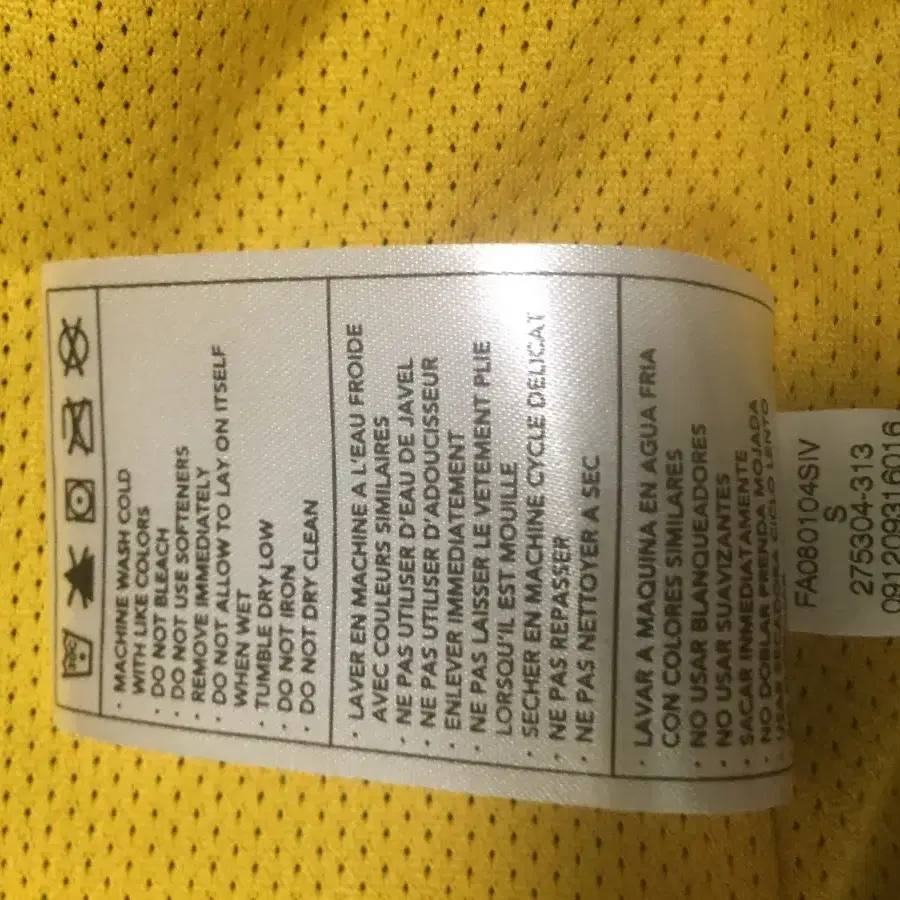 · MACHINE WASH COLD
WITH LIKE COLORS
· DO NOT BLEACH
· DO NOT USE SOFTENERS
· REMOVE IMMEDIATELY
· DO NOT ALLOW TO LAY ON ITSELF
WHEN WET
· TUMBLE DRY LOW
· DO NOT IRON
· DO NOT DRY CLEAN
· LAVER EN MACHINE A L'EAU FROIDE
AVEC COULEURS SIMILAIRES
· NE PAS UTILISER D'EAU DE JAVEL
· NE PAS UTILISER D'ADOUCISSEUR
· ENLEVER IMMEDIATEMENT
· NE PAS LAISSER LE VETEMENT PLIE
LORSQU'IL EST MOUILLE
· SECHER EN MACHINE CYCLE DELICAT
· NE PAS REPASSER
· NE PAS NETTOYER A SEC
· LAVAR A MAQUINA EN AGUA FRIA
CON COLORES SIMILARES
· NO USAR BLANQUEADORES
· NO USAR SUAVIZANTES
· SACAR INMEDIATAMENTE
· NO DOBLAR PRENDA MOJADA
· USAR SECADORA CICLO LENTO
FA080104SIV
S
275304-313
091209316016